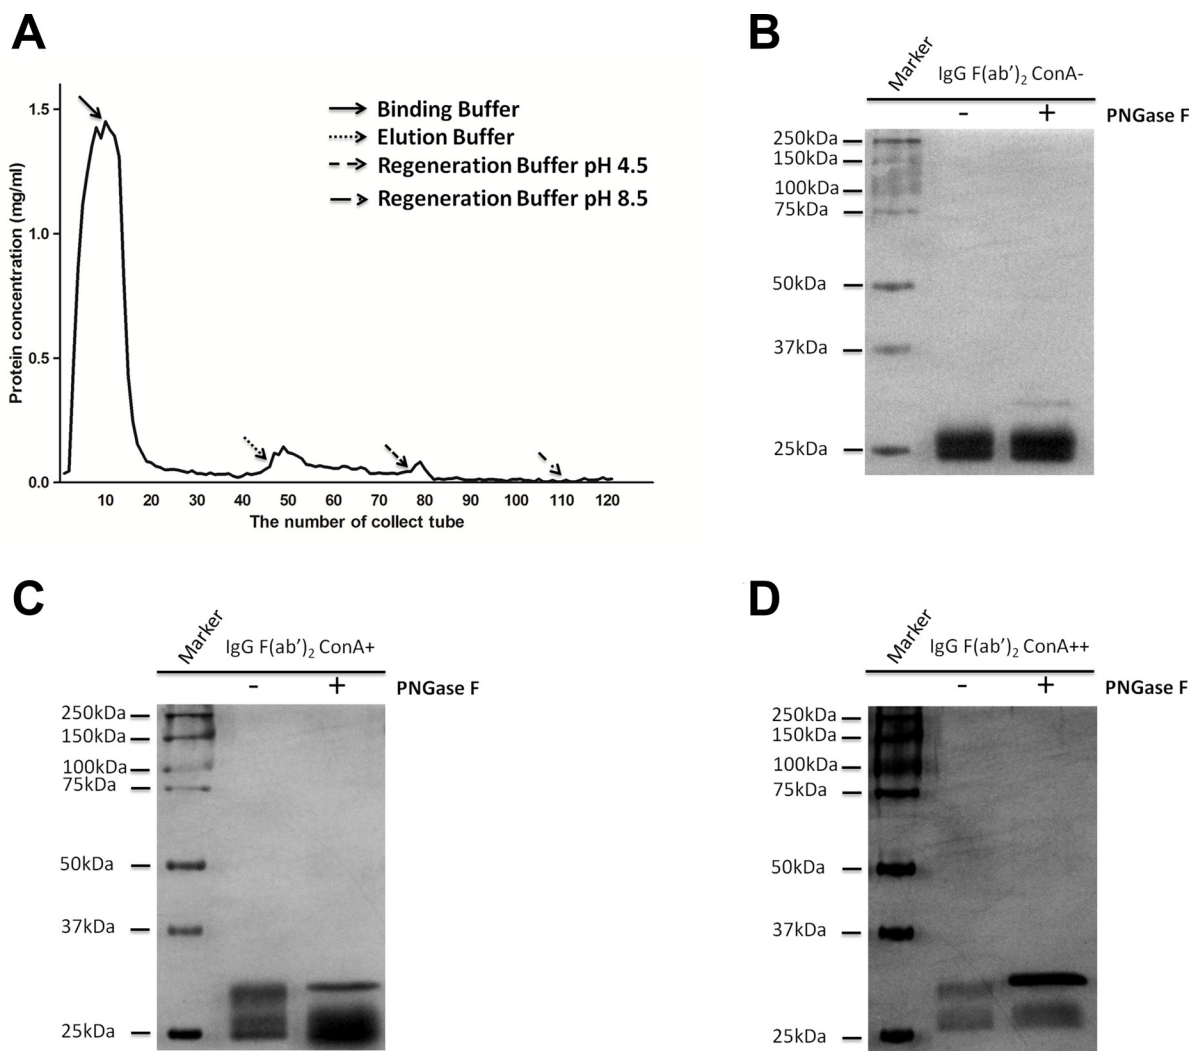 A
Binding Buffer
Elution Buffer
Regeneration Buffer pH 4.5
Regeneration Buffer pH 8.5
Protein concentration (mg/ml)
1.5
1.0
0.5
0.0
10 20 30 40 50 60 70 80 90 100 110 120
The number of collect tube
B
Marker
IgG F(ab')2 ConA-
- + PNGase F
250kDa
150kDa
100kDa
75kDa
50kDa
37kDa
25kDa
C
Marker
IgG F(ab')2 ConA+
- + PNGase F
250kDa
150kDa
100kDa
75kDa
50kDa
37kDa
25kDa
D
Marker
IgG F(ab')2 ConA++
- + PNGase F
250kDa
150kDa
100kDa
75kDa
50kDa
37kDa
25kDa